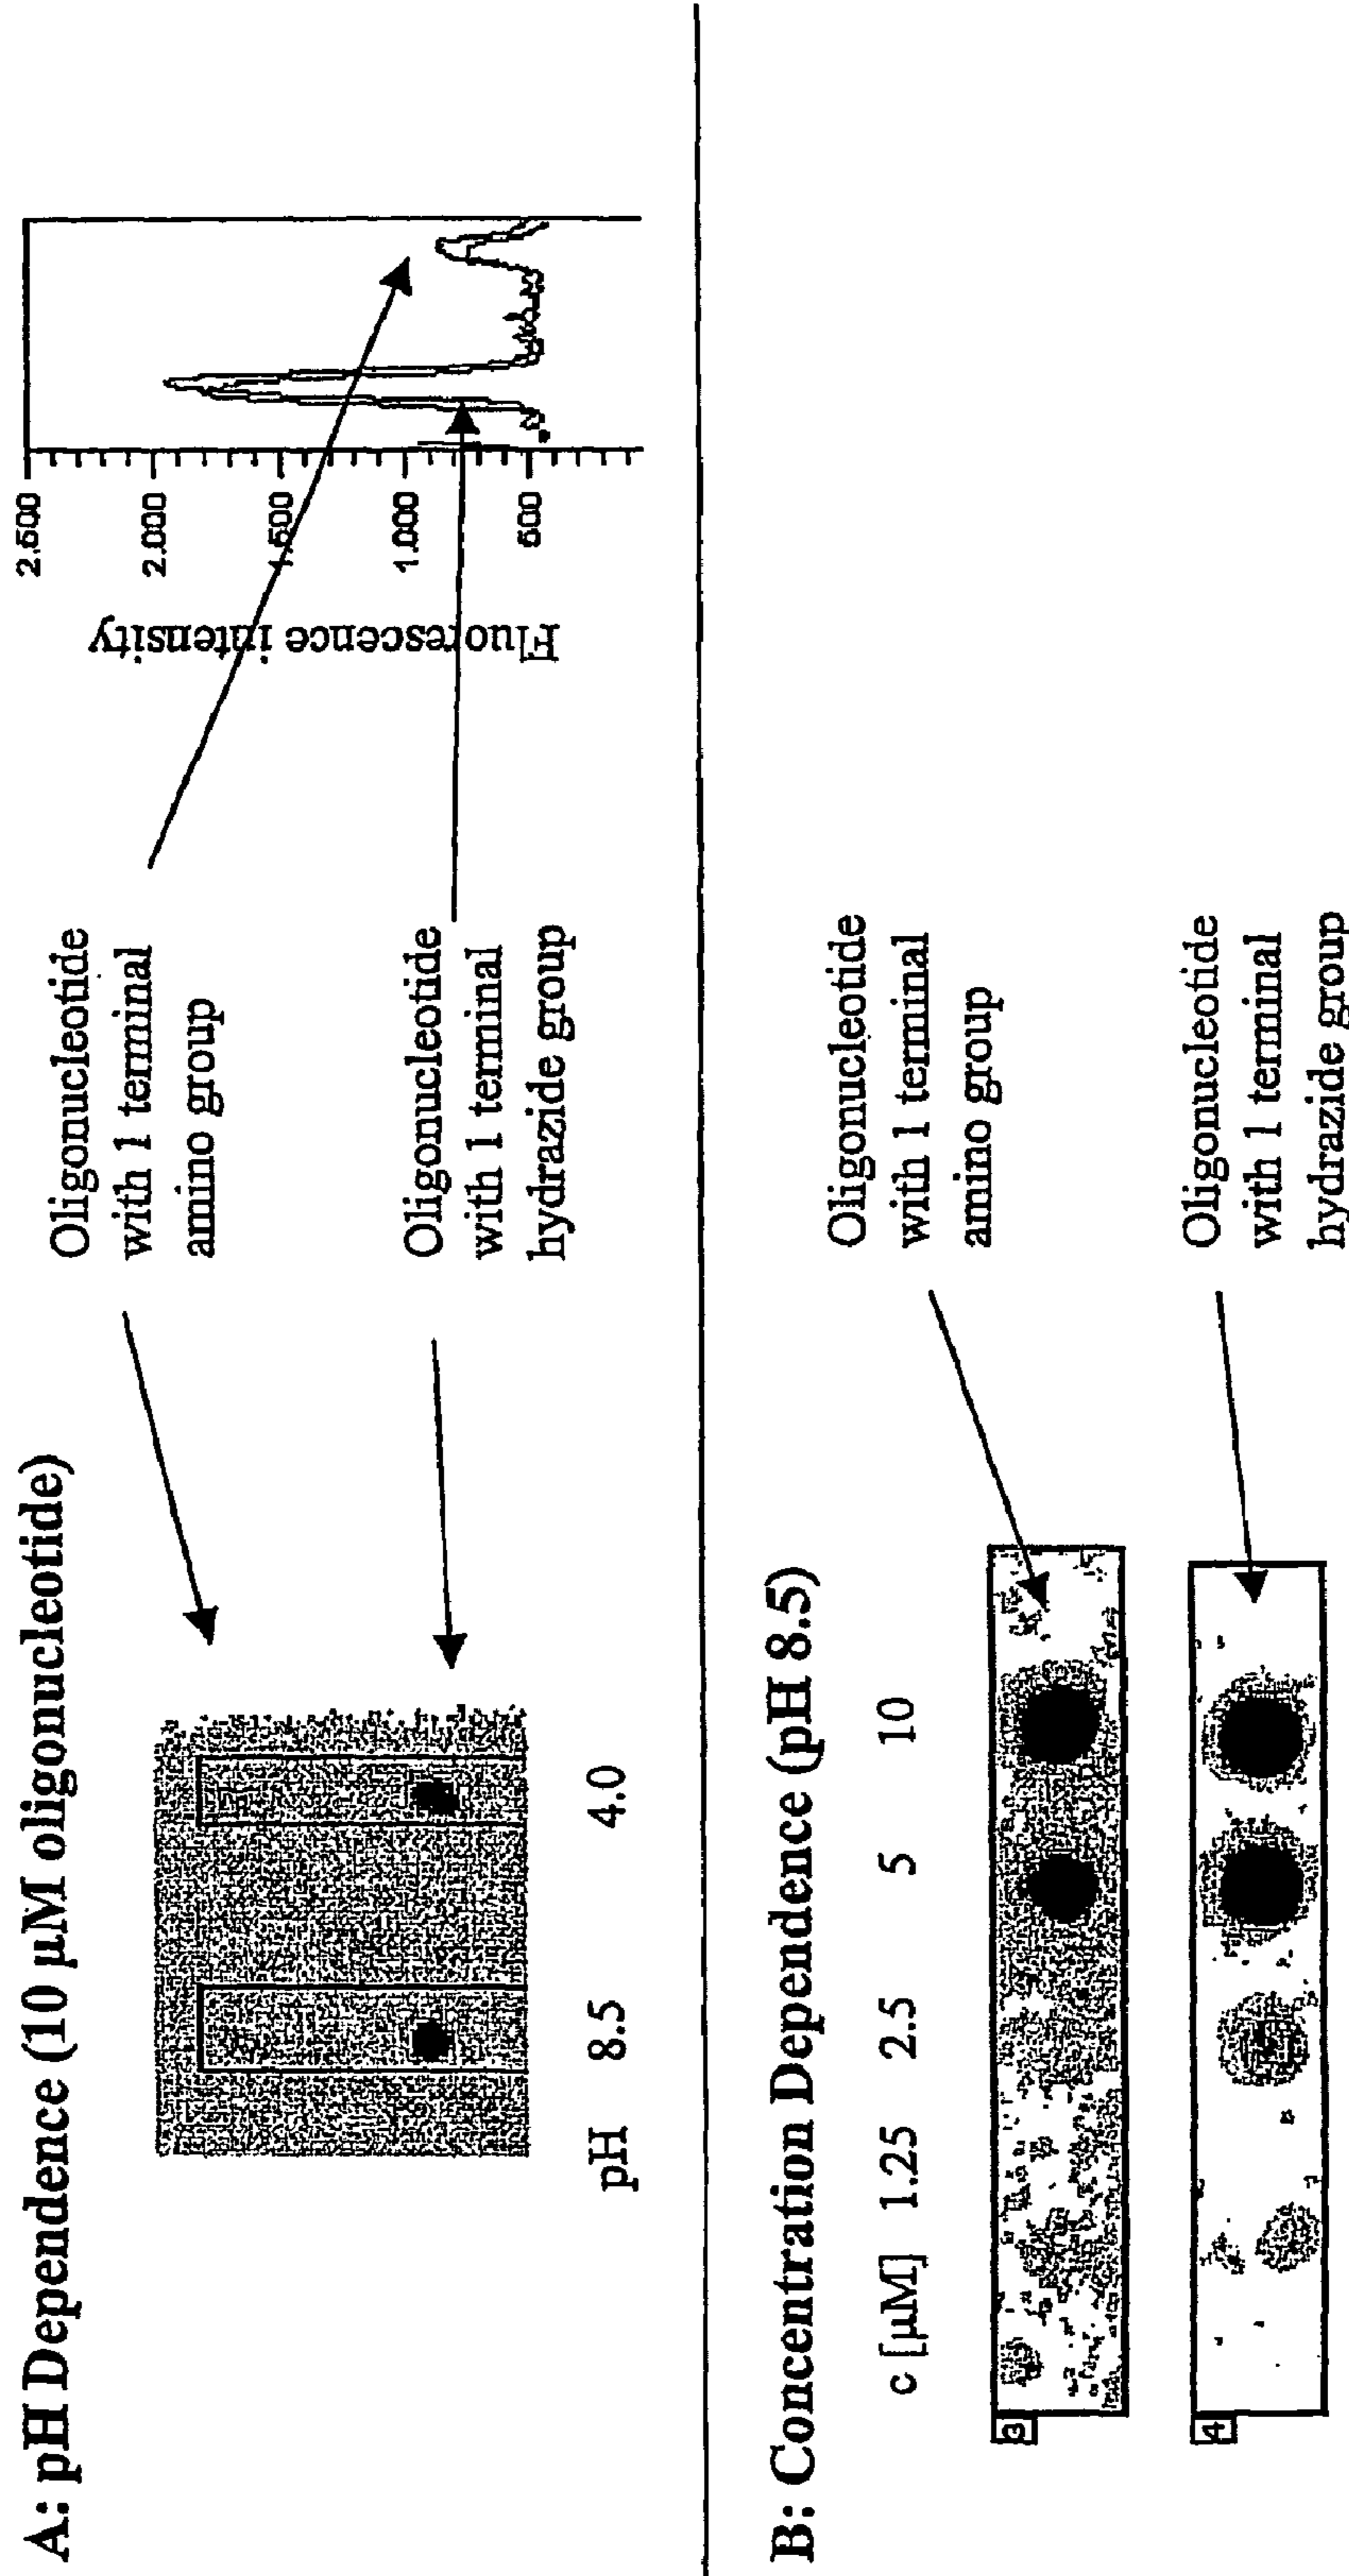 A: pH Dependence (10 µM oligonucleotide)
Oligonucleotide
with 1 terminal
amino group
Oligonucleotide
with 1 terminal
hydrazide group
pH 8.5 4.0
Fluorescence intensity
2.500
2.000
1.500
1.000
500
B: Concentration Dependence (pH 8.5)
c [µM] 1.25 2.5 5 10
3
4
Oligonucleotide
with 1 terminal
amino group
Oligonucleotide
with 1 terminal
hydrazide group